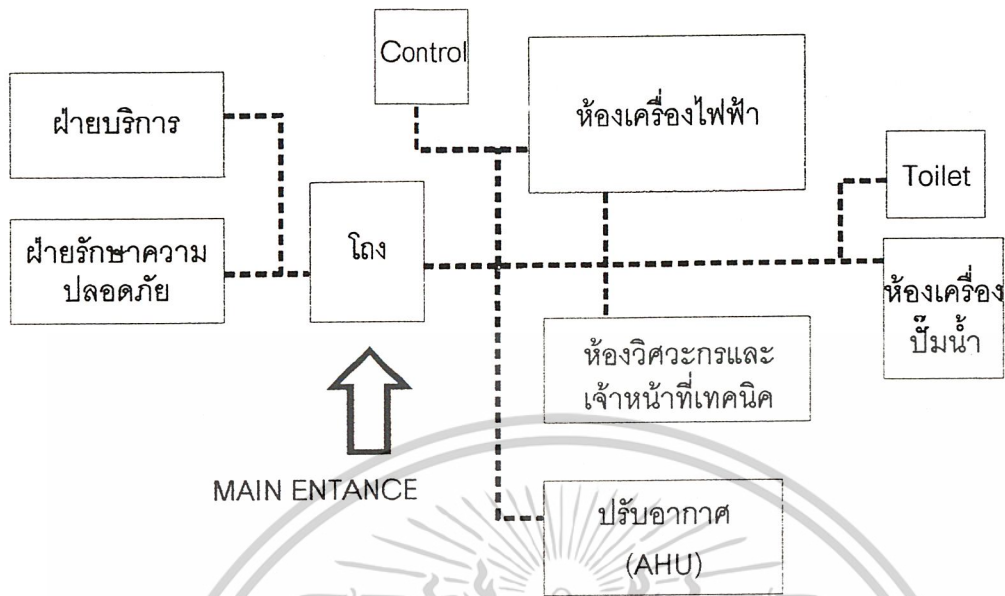 Control
ห้องเครื่องไฟฟ้า
ฝ่ายบริการ
Toilet
ฝ่ายรักษาความ
ปลอดภัย
โถง
ห้องเครื่อง
ปั๊มน้ำ
ห้องวิศวะกรและ
เจ้าหน้าที่เทคนิค
MAIN ENTANCE
ปรับอากาศ
(AHU)